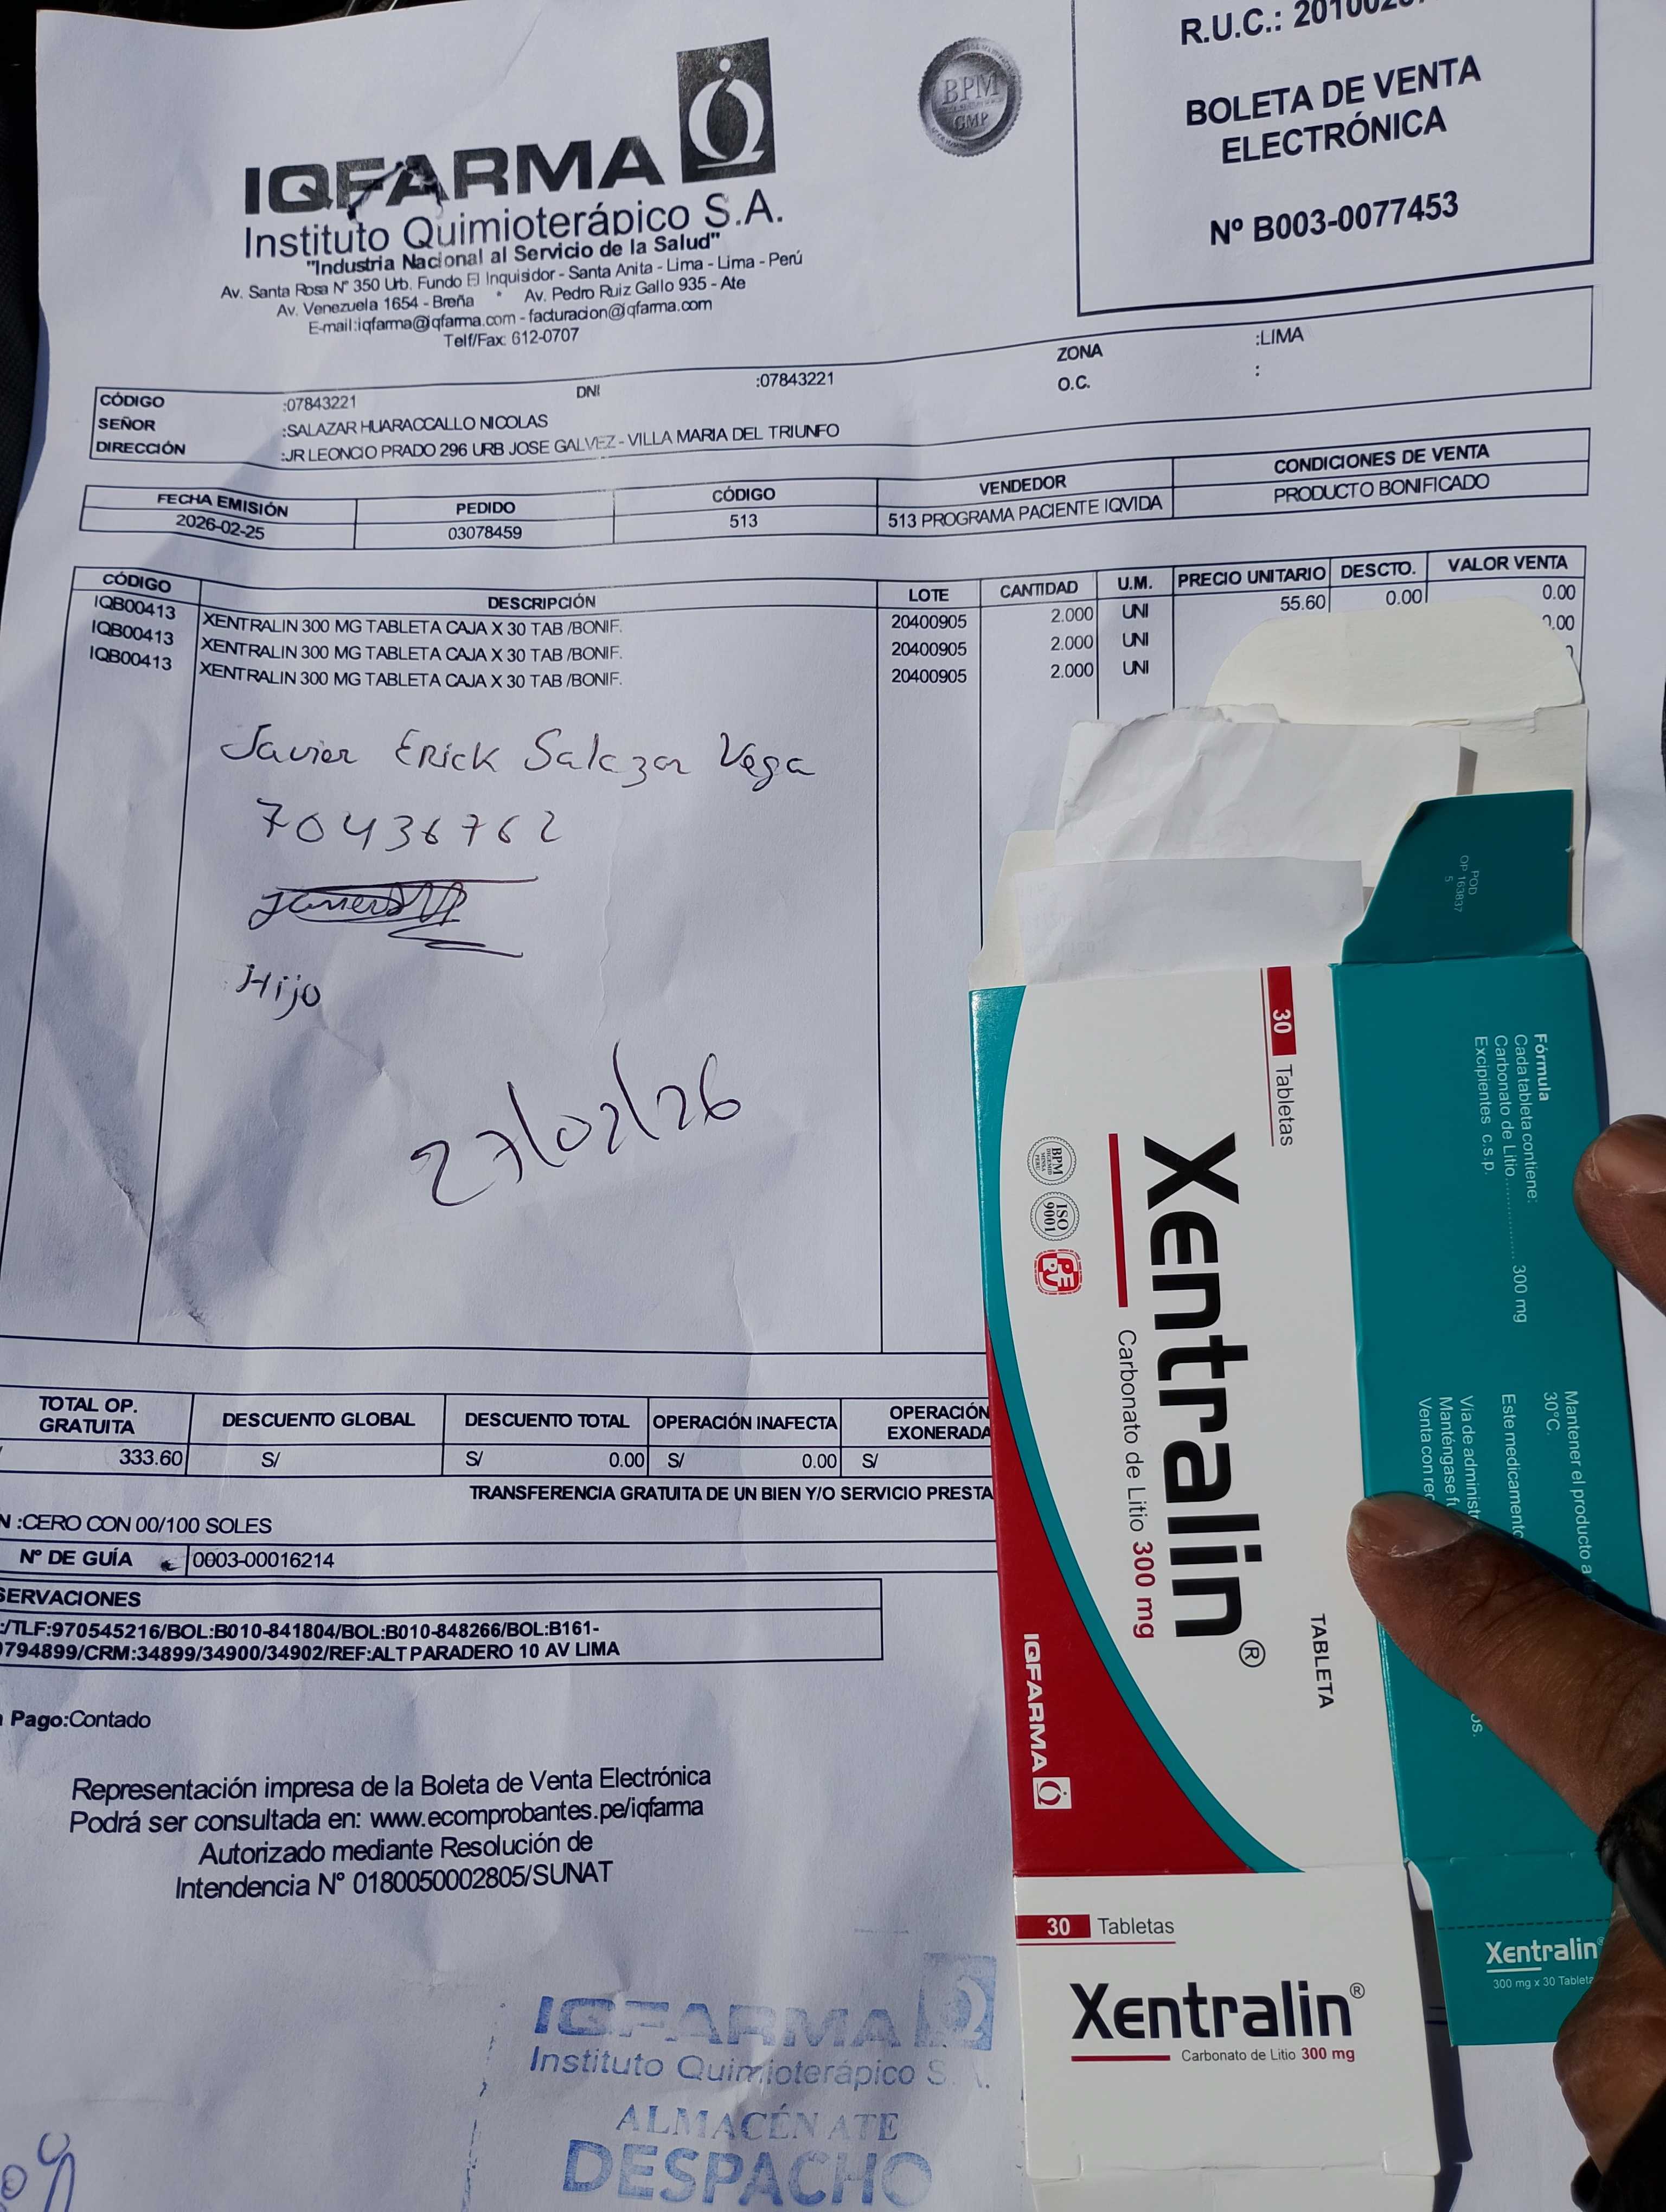 IQFARMA
Instituto Quimioterápico S.A.
"Industria Nacional al Servicio de la Salud"
Av. Santa Rosa N° 350 Urb. Fundo El Inquisidor - Santa Anita - Lima - Lima - Perú
Av. Venezuela 1654 - Breña * Av. Pedro Ruiz Gallo 935 - Ate
E-mail:iqfarma@iqfarma.com - facturacion@iqfarma.com
Telf/Fax: 612-0707
BPM
GMP
R.U.C.:
BOLETA DE VENTA
ELECTRÓNICA
Nº B003-0077453
CÓDIGO :07843221 DNI :07843221 ZONA :LIMA
SEÑOR :SALAZAR HUARACCALLO NICOLAS O.C. :
DIRECCIÓN :JR LEONCIO PRADO 296 URB JOSE GALVEZ - VILLA MARIA DEL TRIUNFO
FECHA EMISIÓN PEDIDO CÓDIGO VENDEDOR CONDICIONES DE VENTA
2026-02-25 03078459 513 513 PROGRAMA PACIENTE IQVIDA PRODUCTO BONIFICADO
CÓDIGO DESCRIPCIÓN LOTE CANTIDAD U.M. PRECIO UNITARIO DESCTO. VALOR VENTA
IQB00413 XENTRALIN 300 MG TABLETA CAJA X 30 TAB /BONIF. 20400905 2.000 UNI 55.60 0.00 0.00
IQB00413 XENTRALIN 300 MG TABLETA CAJA X 30 TAB /BONIF. 20400905 2.000 UNI
IQB00413 XENTRALIN 300 MG TABLETA CAJA X 30 TAB /BONIF. 20400905 2.000 UNI
Javier Erick Salazar Vega
70436762
Hijo
27/02/26
TOTAL OP. GRATUITA DESCUENTO GLOBAL DESCUENTO TOTAL OPERACIÓN INAFECTA OPERACIÓN EXONERADA
333.60 S/ S/ 0.00 S/ 0.00 S/
TRANSFERENCIA GRATUITA DE UN BIEN Y/O SERVICIO
:CERO CON 00/100 SOLES
Nº DE GUÍA 0003-00016214
:/TLF:970545216/BOL:B010-841804/BOL:B010-848266/BOL:B161-
794899/CRM:34899/34900/34902/REF:ALT PARADERO 10 AV LIMA
Pago:Contado
Representación impresa de la Boleta de Venta Electrónica
Podrá ser consultada en: www.ecomprobantes.pe/iqfarma
Autorizado mediante Resolución de
Intendencia N° 0180050002805/SUNAT
IQFARMA
Instituto Quimioterápico S.A.
ALMACÉN ATE
DESPACHO
POD
OP 163837
5
30 Tabletas
Xentralin®
Carbonato de Litio 300 mg
TABLETA
BPM
ISO
9001
PERU
IQFARMA
Fórmula
Cada tableta contiene:
Carbonato de Litio 300 mg
Excipientes c.s.p.
Mantener el producto a
30°C.
Este medicamento
Vía de
Manténgase
Venta con
30 Tabletas
Xentralin®
Carbonato de Litio 300 mg
Xentralin®
300 mg x 30